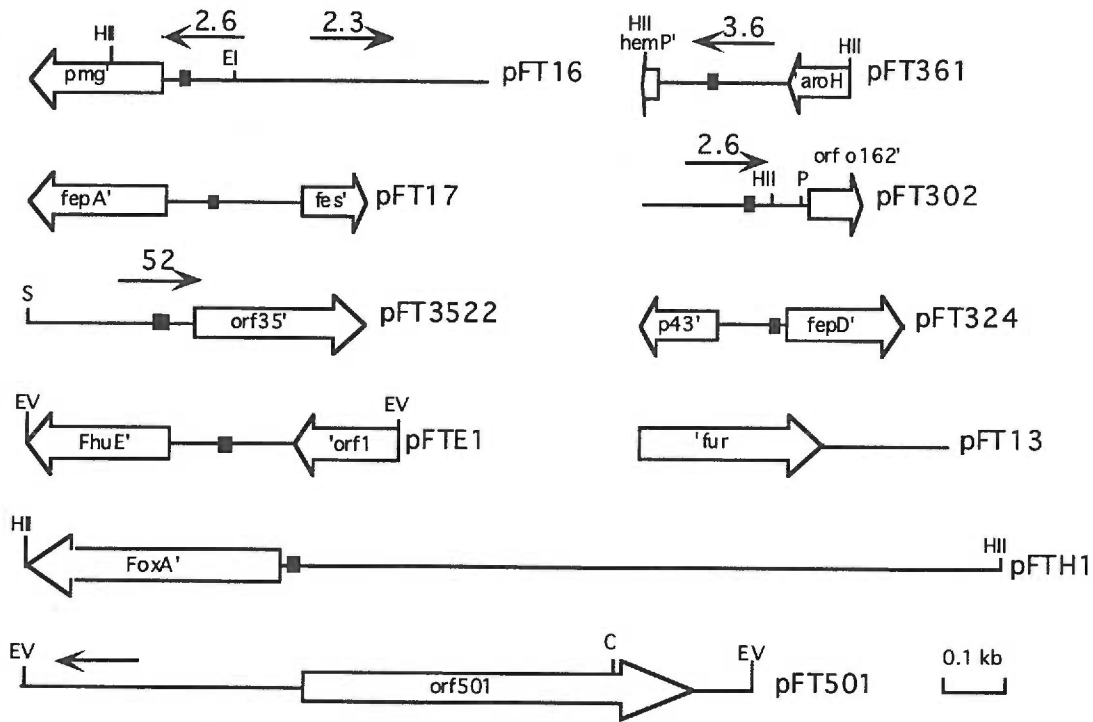 HII 2.6 2.3
EI
pmg' pFT16
HII 3.6
hemP' HII
'aroH pFT361
fepA' fes' pFT17
2.6 orf o162'
HII P
pFT302
52
S
orf35' pFT3522
p43' fepD' pFT324
EV EV
FhuE' 'orf1 pFTE1
'fur pFT13
HII HII
FoxA' pFTH1
EV C EV
orf501 pFT501
0.1 kb